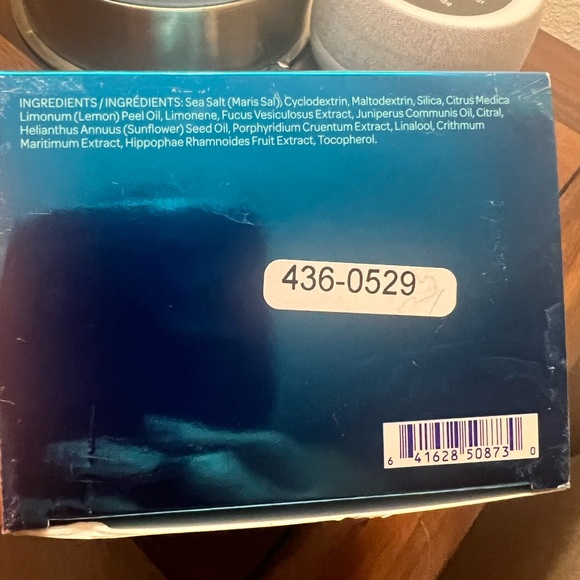 INGREDIENTS / INGRÉDIENTS: Sea Salt (Maris Sal), Cyclodextrin, Maltodextrin, Silica, Citrus Medica
Limonum (Lemon) Peel Oil, Limonene, Fucus Vesiculosus Extract, Juniperus Communis Oil, Citral,
Helianthus Annuus (Sunflower) Seed Oil, Porphyridium Cruentum Extract, Linalool, Crithmum
Maritimum Extract, Hippophae Rhamnoides Fruit Extract, Tocopherol.
436-0529
6 41628 50873 0